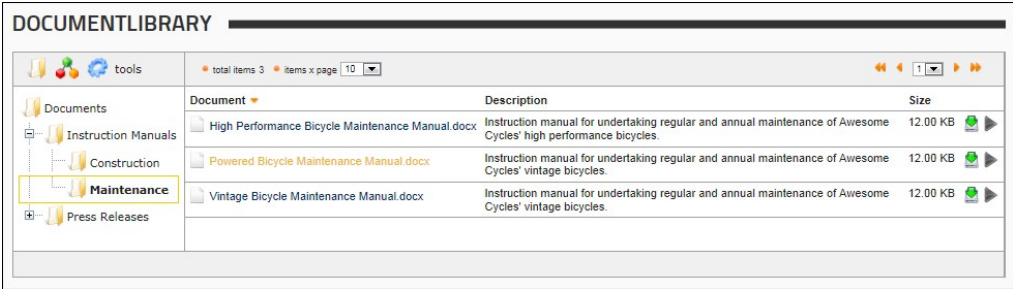 DOCUMENTLIBRARY
tools
total items 3 items x page 10
1
Documents
Instruction Manuals
Construction
Maintenance
Press Releases
Document Description Size
High Performance Bicycle Maintenance Manual.docx Instruction manual for undertaking regular and annual maintenance of Awesome 12.00 KB
Cycles' high performance bicycles.
Powered Bicycle Maintenance Manual.docx Instruction manual for undertaking regular and annual maintenance of Awesome 12.00 KB
Cycles' vintage bicycles.
Vintage Bicycle Maintenance Manual.docx Instruction manual for undertaking regular and annual maintenance of Awesome 12.00 KB
Cycles' vintage bicycles.